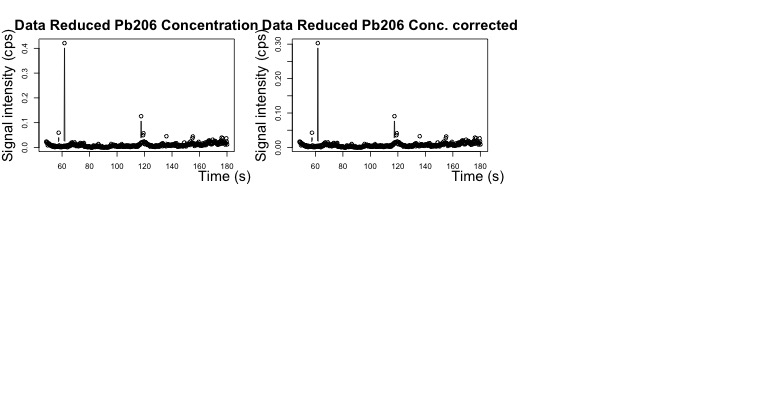 Data Reduced Pb206 Concentration
Signal intensity (cps)
0.4
0.3
0.2
0.1
0.0
60 80 100 120 140 160 180
Time (s)
Data Reduced Pb206 Conc. corrected
Signal intensity (cps)
0.30
0.20
0.10
0.00
60 80 100 120 140 160 180
Time (s)